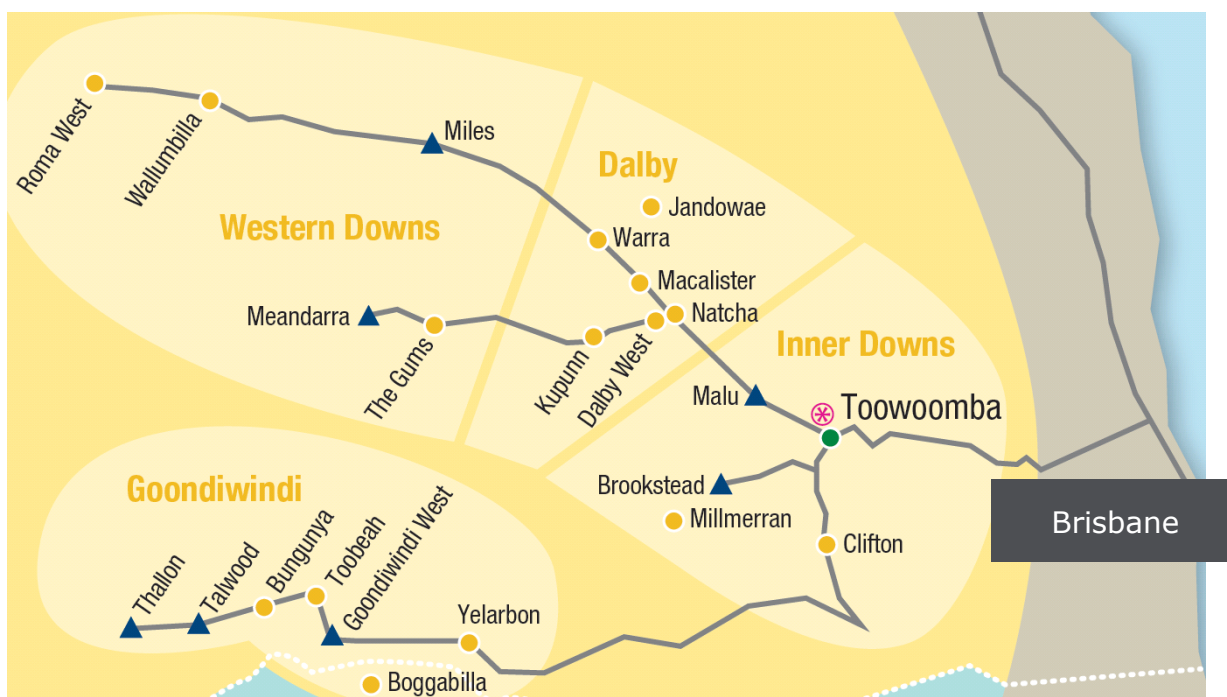 Roma West
Wallumbilla
Miles
Dalby
Jandowae
Western Downs
Warra
Macalister
Meandarra
Natcha
The Gums
Kupunn
Dalby West
Inner Downs
Malu
Toowoomba
Goondiwindi
Brookstead
Millmerran
Brisbane
Clifton
Thallon
Talwood
Bungunya
Toobeah
Goondiwindi West
Yelarbon
Boggabilla